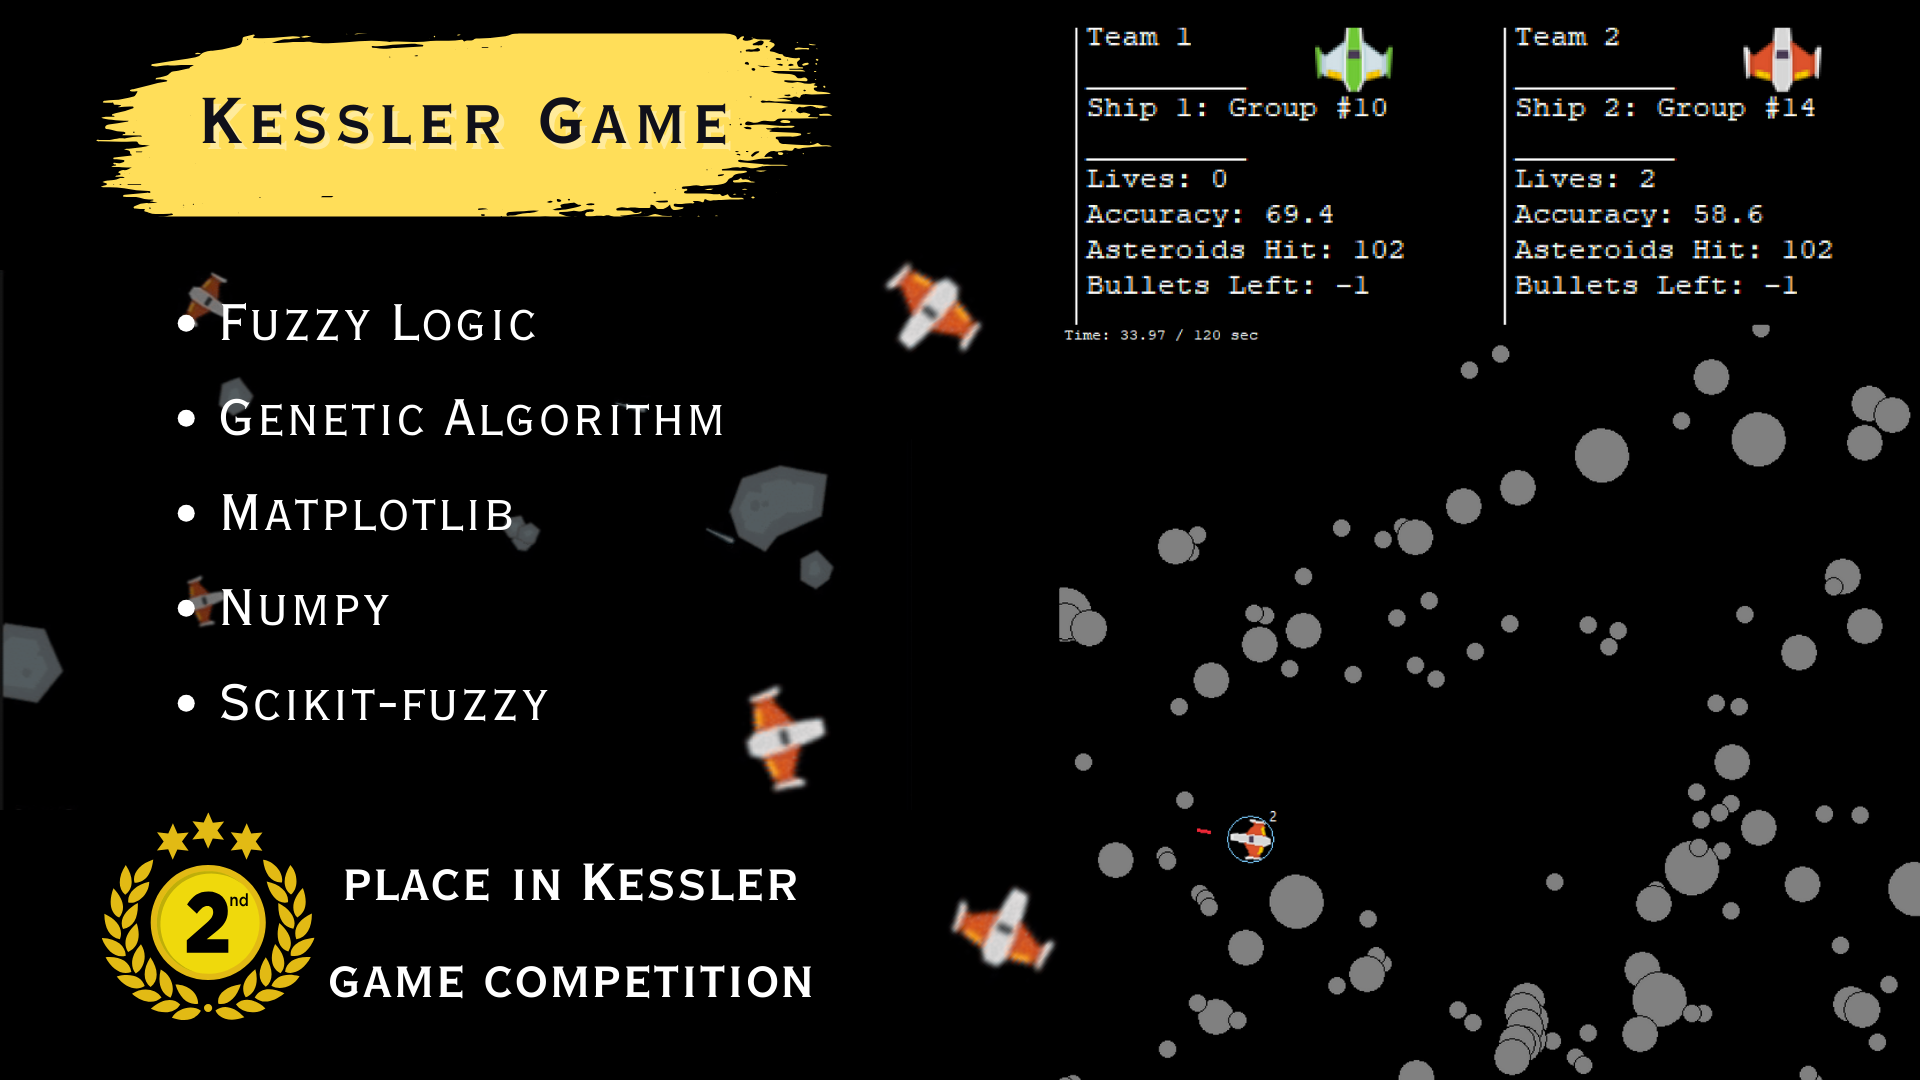 Kessler Game
• Fuzzy Logic
• Genetic Algorithm
• Matplotlib
• Numpy
• Scikit-fuzzy
2nd
place in Kessler
game competition
Team 1
Ship 1: Group #10
Lives: 0
Accuracy: 69.4
Asteroids Hit: 102
Bullets Left: -1
Team 2
Ship 2: Group #14
Lives: 2
Accuracy: 58.6
Asteroids Hit: 102
Bullets Left: -1
Time: 33.97 / 120 sec
2